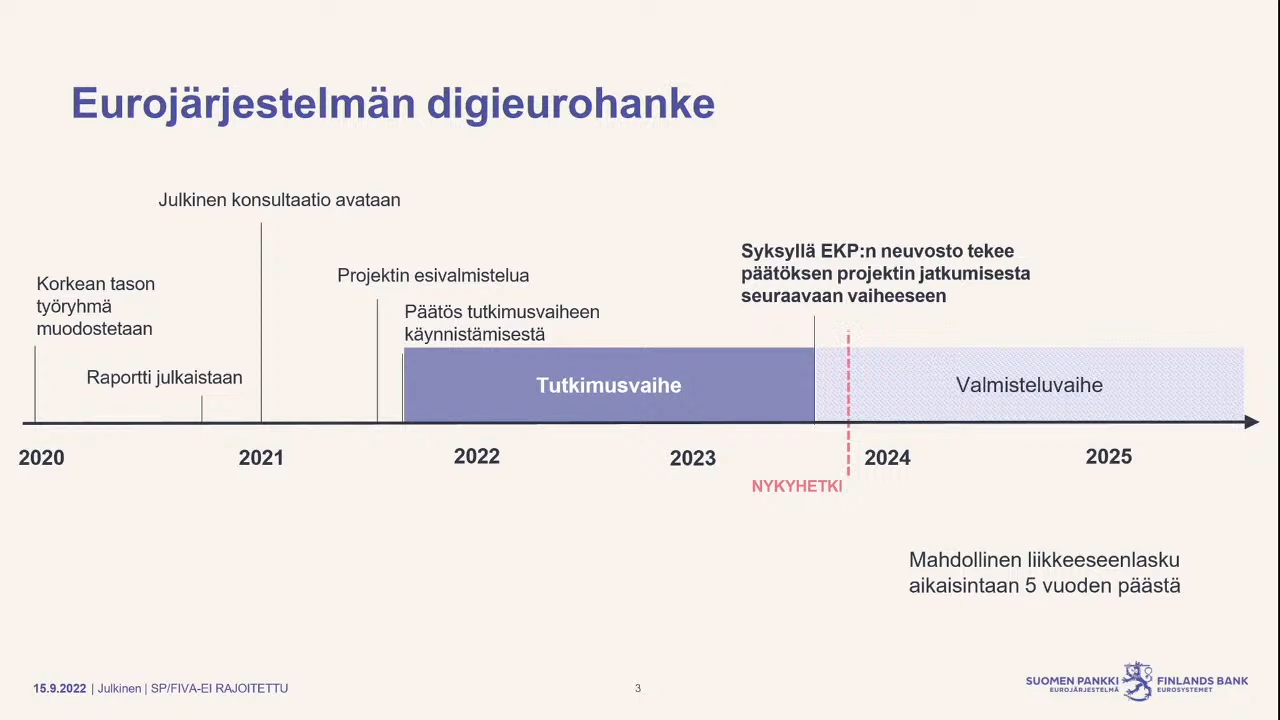 Eurojärjestelmän digieurohanke
Julkinen konsultaatio avataan
Korkean tason
työryhmä
muodostetaan
Raportti julkaistaan
Projektin esivalmistelua
Päätös tutkimusvaiheen
käynnistämisestä
Syksyllä EKP:n neuvosto tekee
päätöksen projektin jatkumisesta
seuraavaan vaiheeseen
Tutkimusvaihe
Valmisteluvaihe
2020
2021
2022
2023
2024
2025
NYKYHETKI
Mahdollinen liikkeeseenlasku
aikaisintaan 5 vuoden päästä
15.9.2022 | Julkinen | SP/FIVA-EI RAJOITETTU
3
SUOMEN PANKKI
EUROJÄRJESTELMÄ
FINLANDS BANK
EUROSYSTEMET